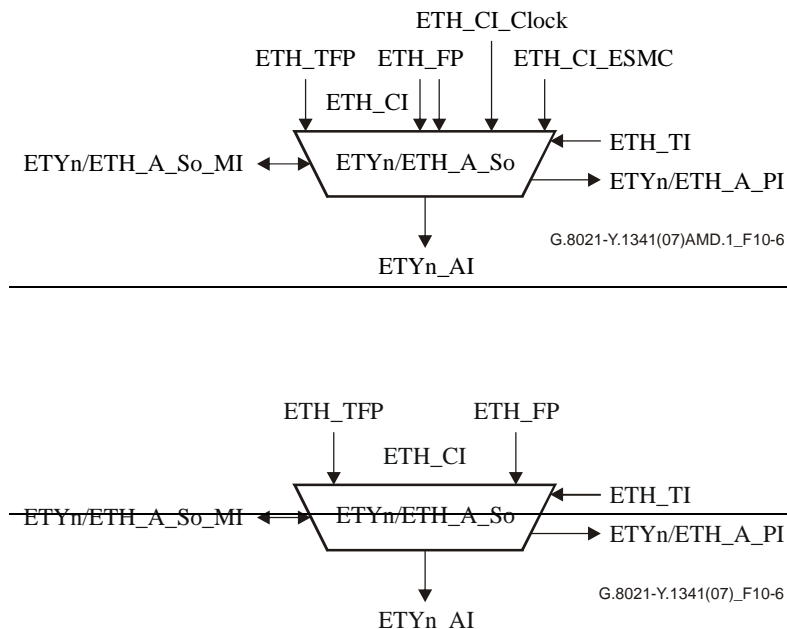 ETH_CI_Clock
ETH_TFP ETH_FP ETH_CI_ESMC
ETH_CI
ETH_TI
ETYn/ETH_A_So_MI ETYn/ETH_A_So
ETYn/ETH_A_PI
G.8021-Y.1341(07)AMD.1_F10-6
ETYn_AI
ETH_TFP ETH_FP
ETH_CI
ETH_TI
ETYn/ETH_A_So_MI ETYn/ETH_A_So
ETYn/ETH_A_PI
G.8021-Y.1341(07)_F10-6
ETYn_AI